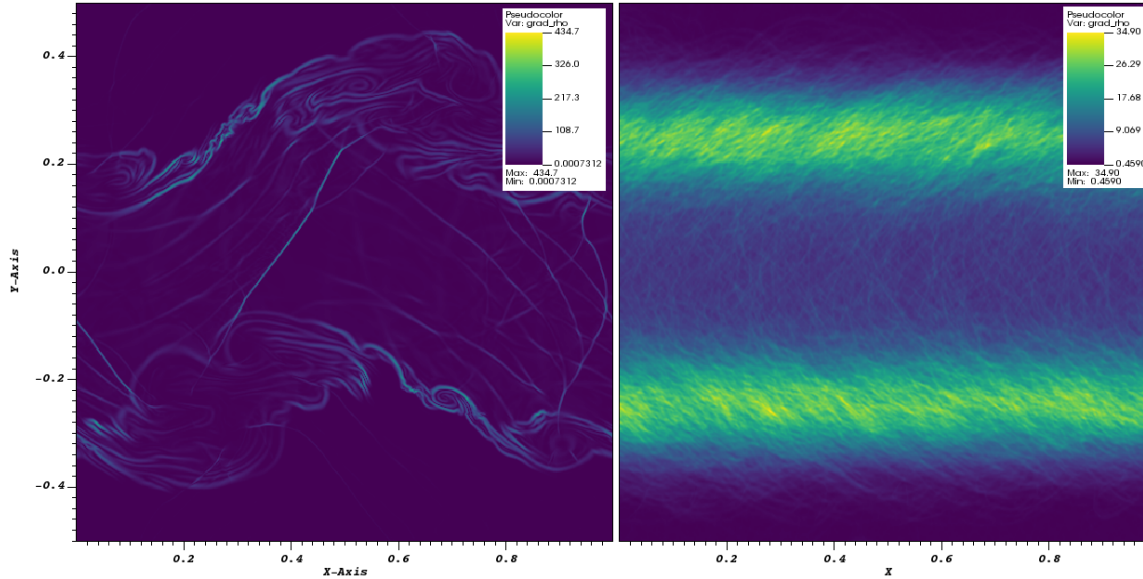 Pseudocolor
Var: grad_rho
434.7
326.0
217.3
108.7
0.0007312
Max: 434.7
Min: 0.0007312
Y-Axis
0.4
0.2
0.0
-0.2
-0.4
0.2
0.4
0.6
0.8
X-Axis
Pseudocolor
Var: grad_rho
34.90
26.29
17.68
9.069
0.4590
Max: 34.90
Min: 0.4590
0.2
0.4
0.6
0.8
X